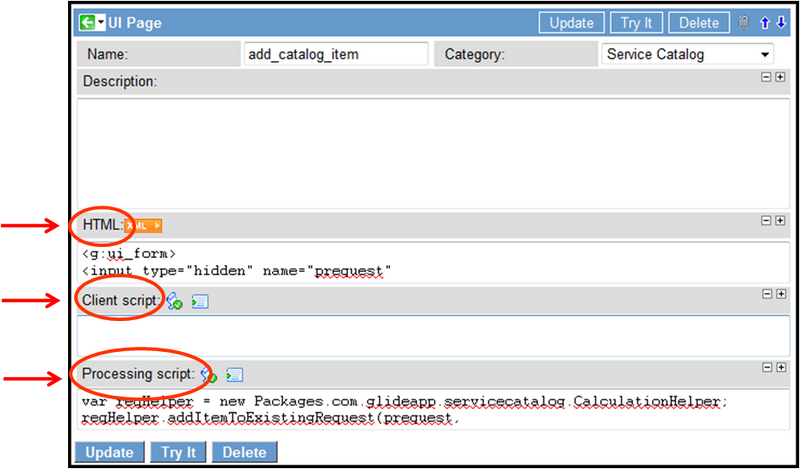 UI Page Update Try It Delete
Name: add_catalog_item Category: Service Catalog
Description:
HTML: XML
<g:ui_form>
<input type="hidden" name="prequest"
Client script:
Processing script:
var reqHelper = new Packages.com.glideapp.servicecatalog.CalculationHelper;
reqHelper.addItemToExistingRequest(prequest,
Update Try It Delete